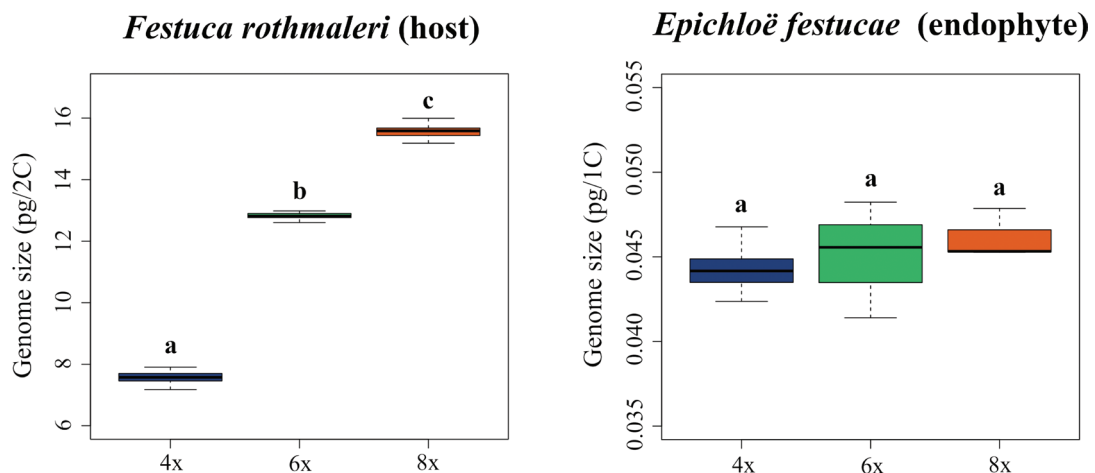 Festuca rothmaleri (host)
Genome size (pg/2C)
16
14
12
10
8
6
a
b
c
4x
6x
8x
Epichloë festucae (endophyte)
Genome size (pg/1C)
0.055
0.050
0.045
0.040
0.035
a
a
a
4x
6x
8x